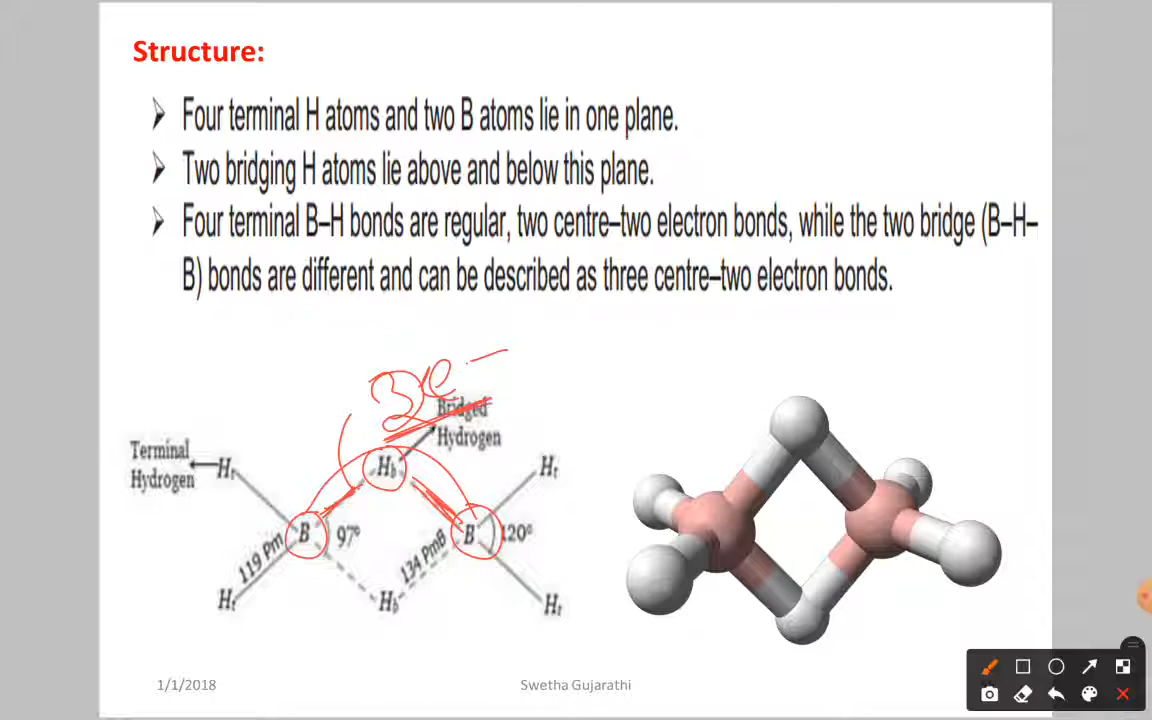 Structure:
Four terminal H atoms and two B atoms lie in one plane.
Two bridging H atoms lie above and below this plane.
Four terminal B–H bonds are regular, two centre–two electron bonds, while the two bridge (B–H–
B) bonds are different and can be described as three centre–two electron bonds.
3e⁻
Bridged
Hydrogen
Terminal
Hydrogen
Ht
Hb
Ht
B
97º
B
120º
119 Pm
134 PmB
Ht
Hb
Ht
1/1/2018
Swetha Gujarathi